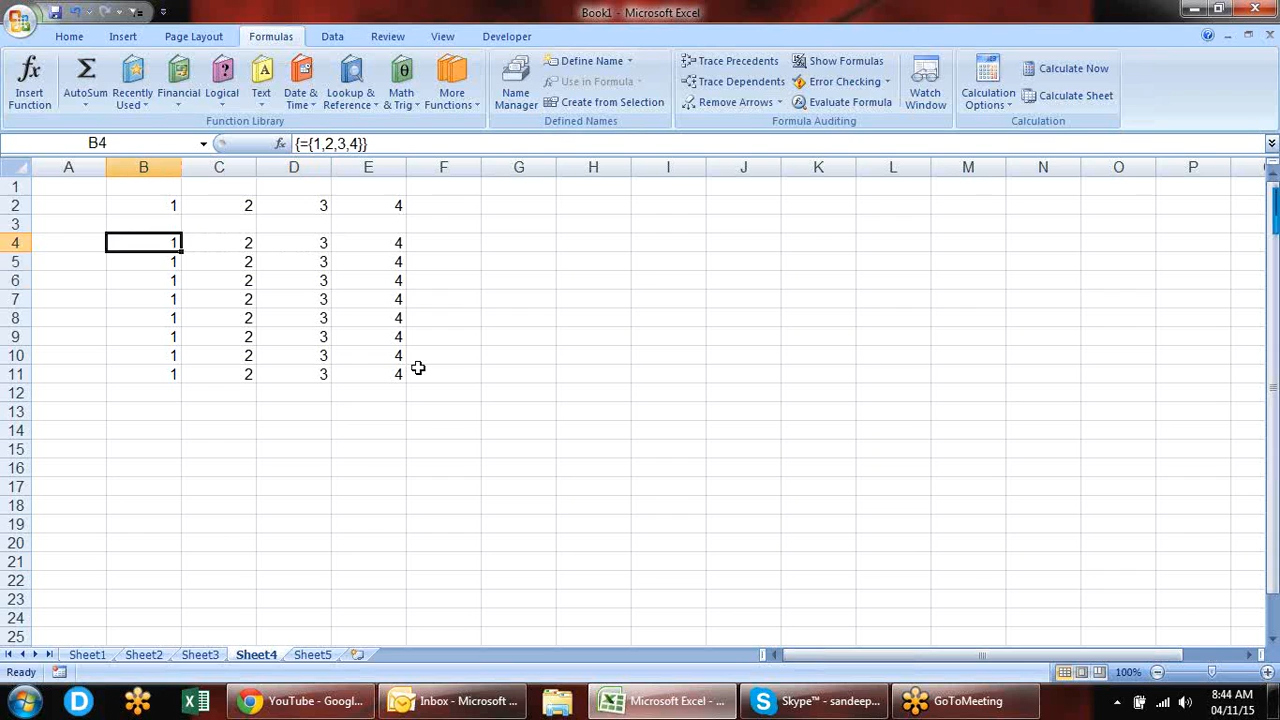 Book1 - Microsoft Excel
Home Insert Page Layout Formulas Data Review View Developer
Insert Function
AutoSum
Recently Used
Financial
Logical
Text
Date & Time
Lookup & Reference
Math & Trig
More Functions
Function Library
Name Manager
Define Name
Use in Formula
Create from Selection
Defined Names
Trace Precedents
Trace Dependents
Remove Arrows
Show Formulas
Error Checking
Evaluate Formula
Formula Auditing
Watch Window
Calculation Options
Calculate Now
Calculate Sheet
Calculation
B4 fx {={1,2,3,4}}
A B C D E F G H I J K L M N O P
1
2 1 2 3 4
3
4 1 2 3 4
5 1 2 3 4
6 1 2 3 4
7 1 2 3 4
8 1 2 3 4
9 1 2 3 4
10 1 2 3 4
11 1 2 3 4
12
13
14
15
16
17
18
19
20
21
22
23
24
25
Sheet1 Sheet2 Sheet3 Sheet4 Sheet5
Ready 100%
YouTube - Googl... Inbox - Microsoft ... Microsoft Excel - ... Skype™ - sandeep... GoToMeeting 8:44 AM
04/11/15